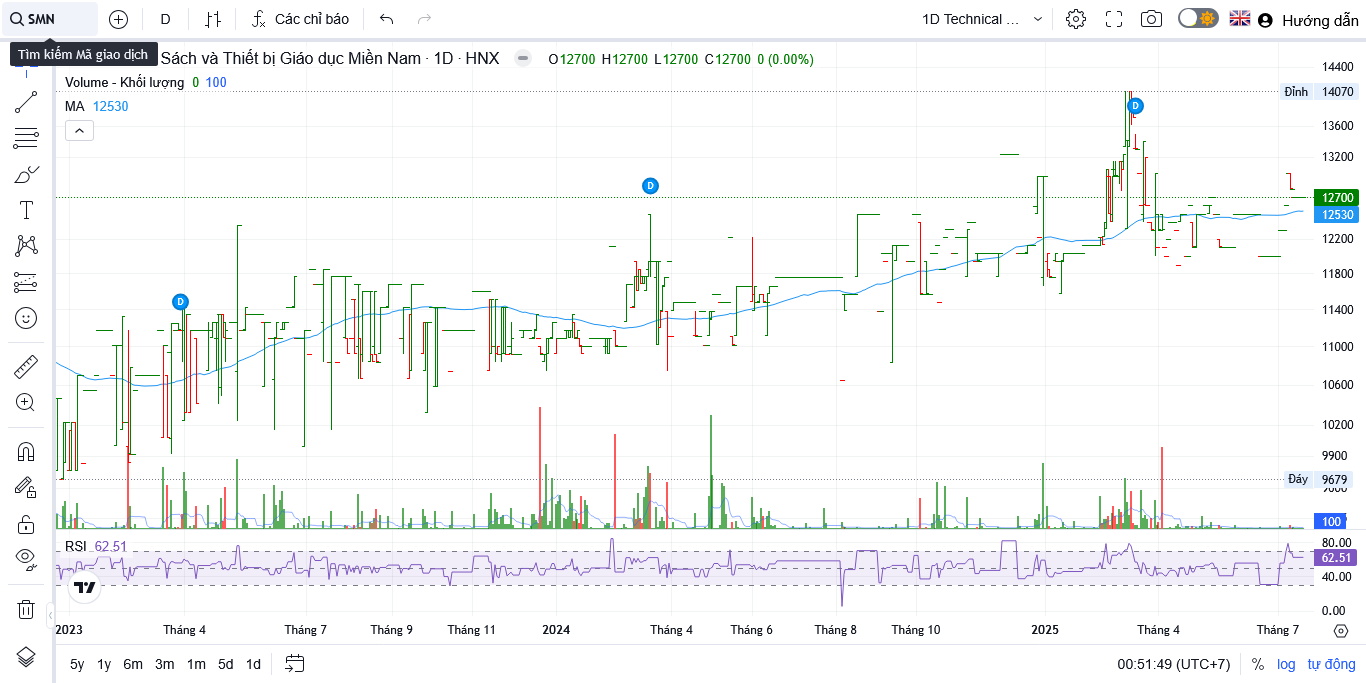 SMN
D
Các chỉ báo
1D Technical ...
Hướng dẫn
Tìm kiếm Mã giao dịch
Sách và Thiết bị Giáo dục Miền Nam · 1D · HNX
O12700 H12700 L12700 C12700 0 (0.00%)
Volume - Khối lượng 0 100
MA 12530
D
D
D
14400
Đỉnh 14070
13600
13200
12700
12530
12200
11800
11400
11000
10600
10200
9900
Đáy 9679
100
RSI 62.51
80.00
62.51
40.00
0.00
2023 Tháng 4 Tháng 7 Tháng 9 Tháng 11 2024 Tháng 4 Tháng 6 Tháng 8 Tháng 10 2025 Tháng 4 Tháng 7
5y 1y 6m 3m 1m 5d 1d
00:51:49 (UTC+7) % log tự động